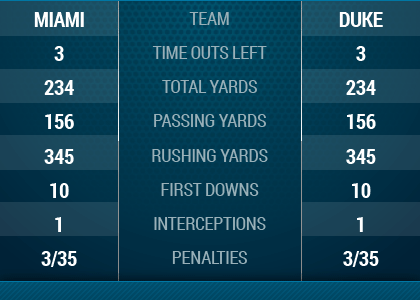 MIAMI TEAM DUKE
3 TIME OUTS LEFT 3
234 TOTAL YARDS 234
156 PASSING YARDS 156
345 RUSHING YARDS 345
10 FIRST DOWNS 10
1 INTERCEPTIONS 1
3/35 PENALTIES 3/35